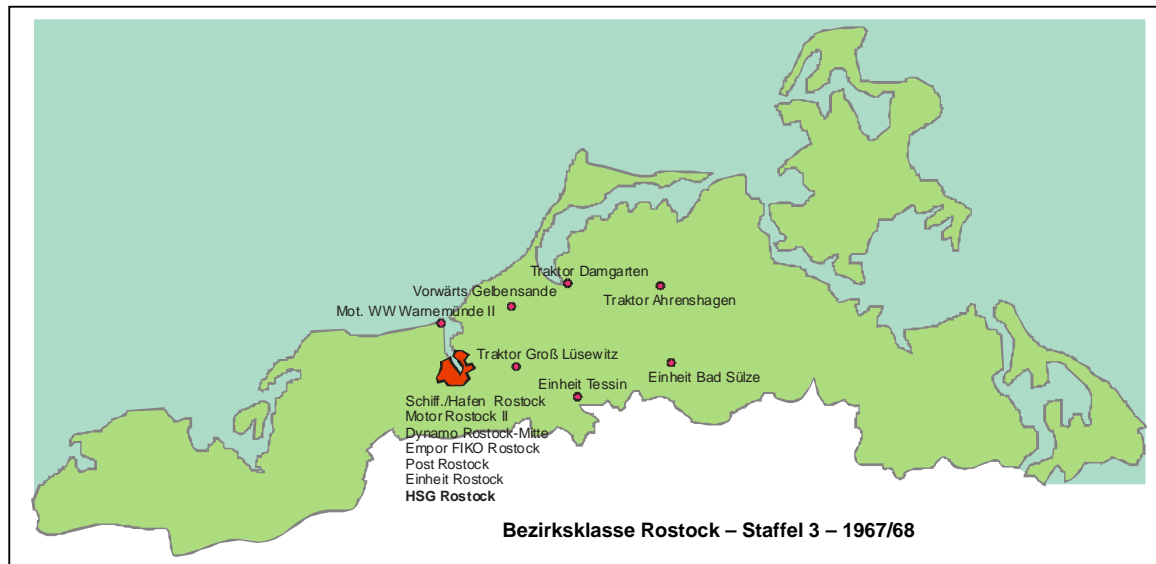 Traktor Damgarten
Vorwärts Gelbensande
Traktor Ahrenshagen
Mot. WW Warnemünde II
Traktor Groß Lüsewitz
Einheit Bad Sülze
Einheit Tessin
Schiff./Hafen Rostock
Motor Rostock II
Dynamo Rostock-Mitte
Empor FIKO Rostock
Post Rostock
Einheit Rostock
HSG Rostock
Bezirksklasse Rostock – Staffel 3 – 1967/68